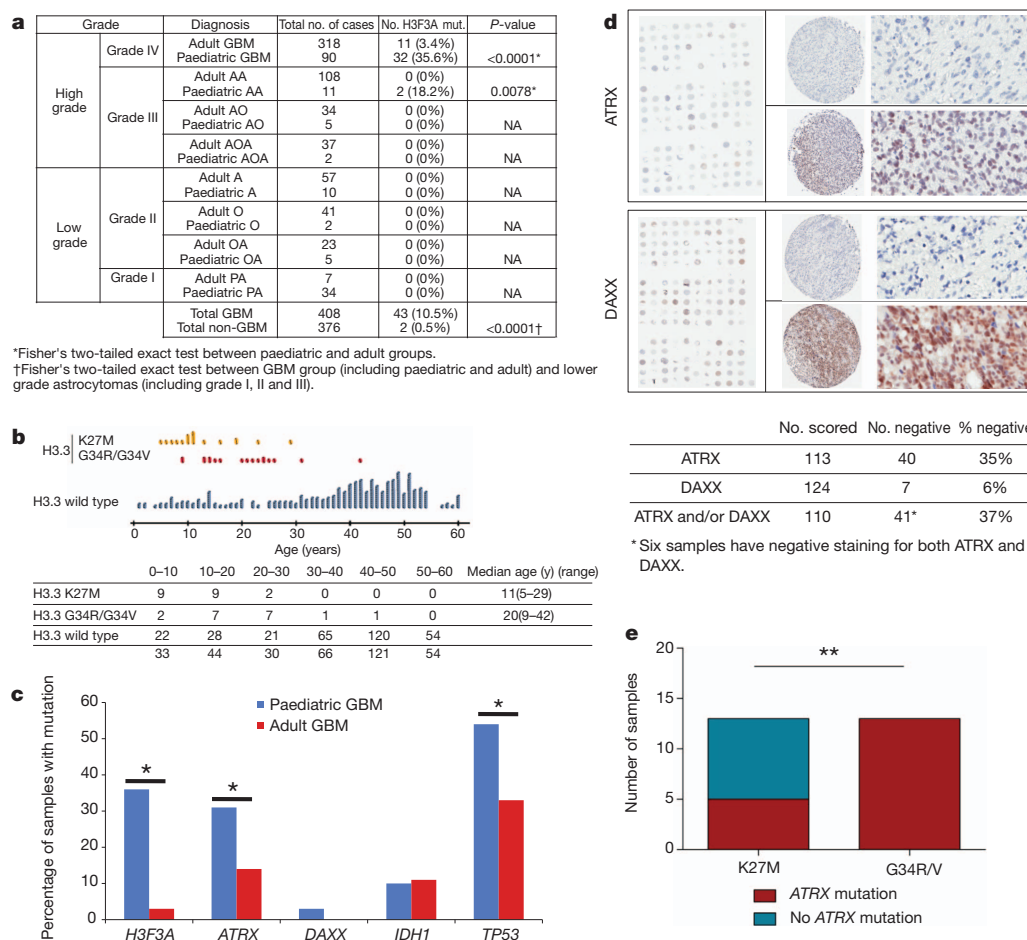 a
Grade Diagnosis Total no. of cases No. H3F3A mut. P-value
High grade
Grade IV
Adult GBM 318 11 (3.4%)
Paediatric GBM 90 32 (35.6%) <0.0001*
Grade III
Adult AA 108 0 (0%)
Paediatric AA 11 2 (18.2%) 0.0078*
Adult AO 34 0 (0%)
Paediatric AO 5 0 (0%) NA
Adult AOA 37 0 (0%)
Paediatric AOA 2 0 (0%) NA
Low grade
Grade II
Adult A 57 0 (0%)
Paediatric A 10 0 (0%) NA
Adult O 41 0 (0%)
Paediatric O 2 0 (0%) NA
Adult OA 23 0 (0%)
Paediatric OA 5 0 (0%) NA
Grade I
Adult PA 7 0 (0%)
Paediatric PA 34 0 (0%) NA
Total GBM 408 43 (10.5%)
Total non-GBM 376 2 (0.5%) <0.0001†
*Fisher's two-tailed exact test between paediatric and adult groups.
†Fisher's two-tailed exact test between GBM group (including paediatric and adult) and lower
grade astrocytomas (including grade I, II and III).
b
H3.3
K27M
G34R/G34V
H3.3 wild type
0 10 20 30 40 50 60
Age (years)
0–10 10–20 20–30 30–40 40–50 50–60 Median age (y) (range)
H3.3 K27M 9 9 2 0 0 0 11(5–29)
H3.3 G34R/G34V 2 7 7 1 1 0 20(9–42)
H3.3 wild type 22 28 21 65 120 54
33 44 30 66 121 54
c
Percentage of samples with mutation
60
50
40
30
20
10
0
Paediatric GBM
Adult GBM
*
*
*
H3F3A ATRX DAXX IDH1 TP53
d
ATRX
DAXX
No. scored No. negative % negative
ATRX 113 40 35%
DAXX 124 7 6%
ATRX and/or DAXX 110 41* 37%
*Six samples have negative staining for both ATRX and
DAXX.
e
Number of samples
20
15
10
5
0
**
K27M G34R/V
ATRX mutation
No ATRX mutation